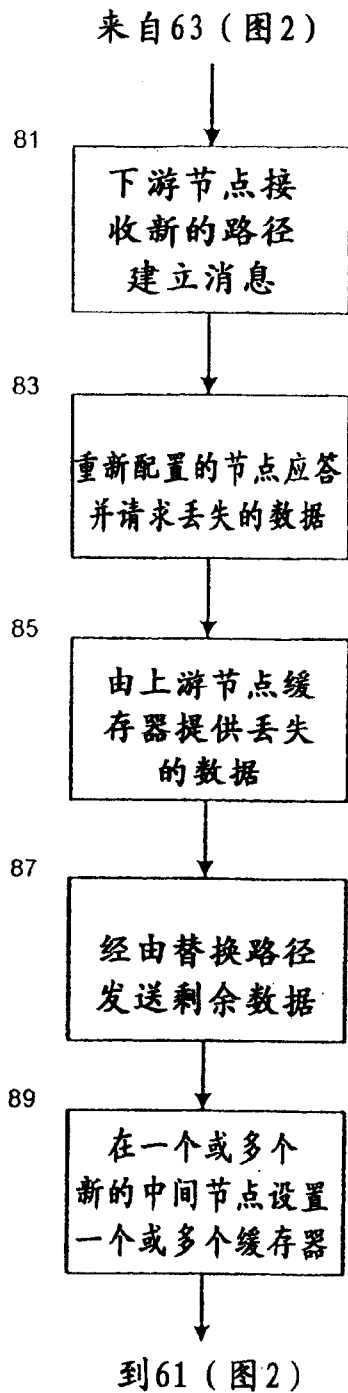 来自63（图2）
81
下游节点接
收新的路径
建立消息
83
重新配置的节点应答
并请求丢失的数据
85
由上游节点缓
存器提供丢失
的数据
87
经由替换路径
发送剩余数据
89
在一个或多个
新的中间节点设置
一个或多个缓存器
到61（图2）